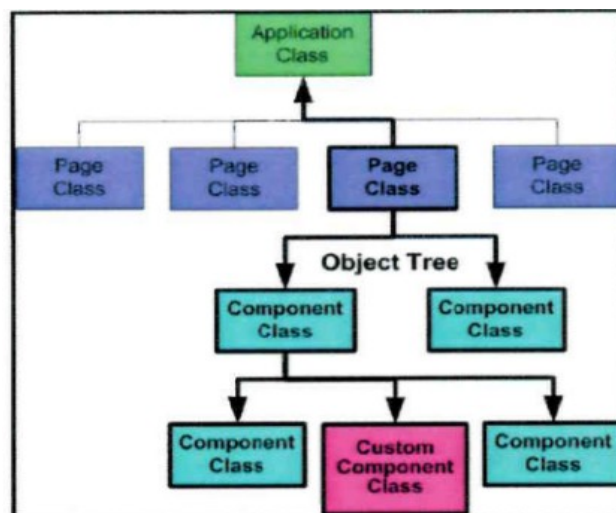 Application
Class
Page
Class
Page
Class
Page
Class
Page
Class
Object Tree
Component
Class
Component
Class
Component
Class
Custom
Component
Class
Component
Class